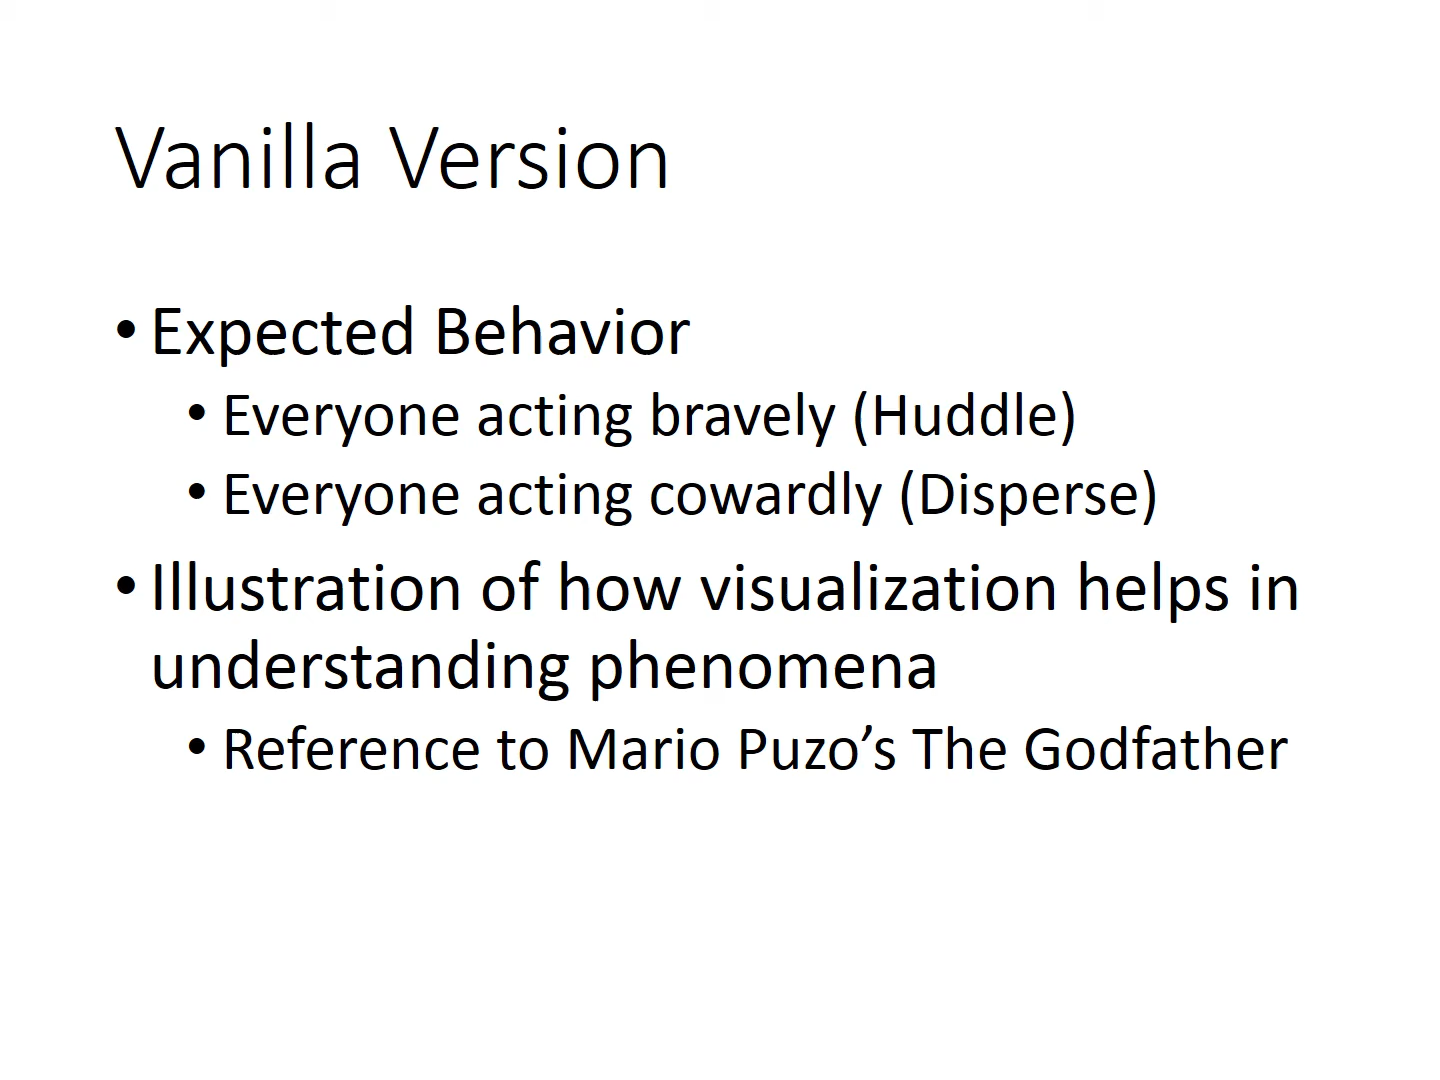 Vanilla Version
• Expected Behavior
• Everyone acting bravely (Huddle)
• Everyone acting cowardly (Disperse)
• Illustration of how visualization helps in
understanding phenomena
• Reference to Mario Puzo’s The Godfather